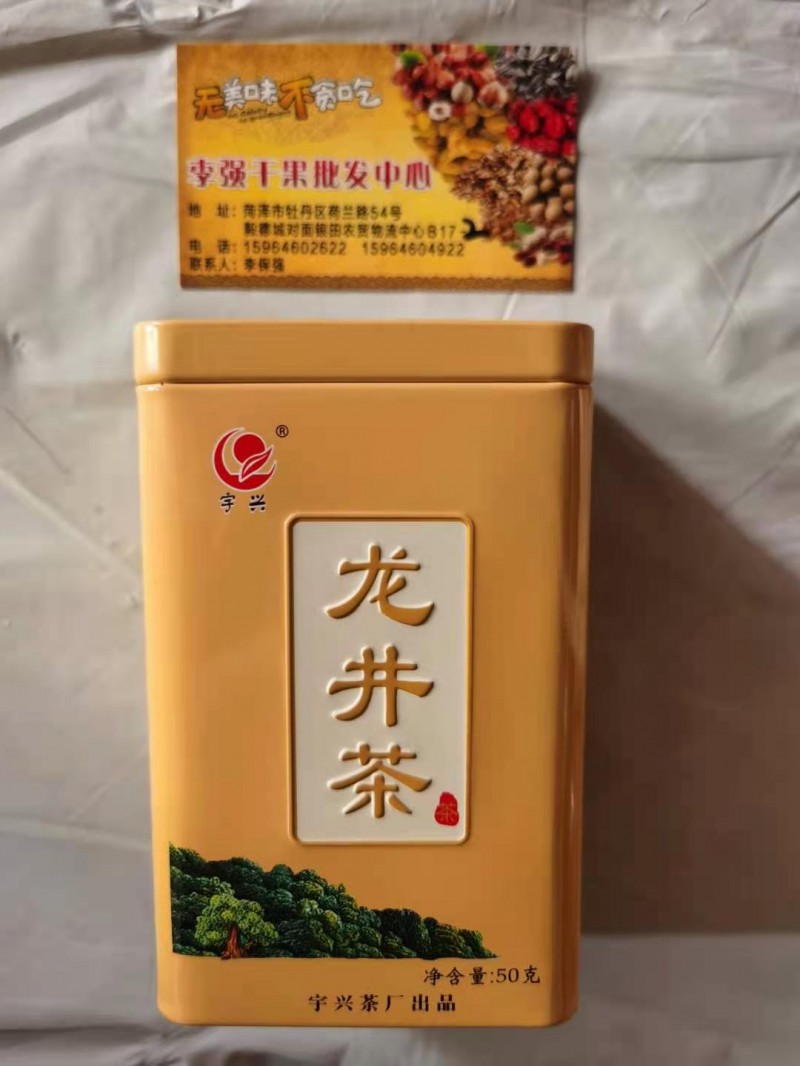 无美味不贪吃
李强干果批发中心
地 址:菏泽市牡丹区荷兰路54号
毅德城对面银田农贸物流中心B17-
电 话:15964602622 15964604922
联系人:李保强
®
宇兴
龙井茶
茶
净含量:50克
宇兴茶厂出品